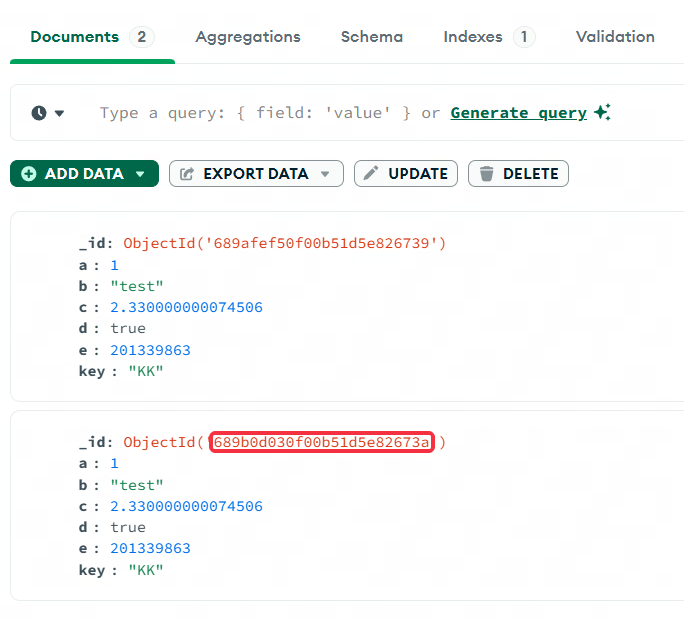 Documents 2 Aggregations Schema Indexes 1 Validation
Type a query: { field: 'value' } or Generate query
ADD DATA EXPORT DATA UPDATE DELETE
_id: ObjectId('689afef50f00b51d5e826739')
a : 1
b : "test"
c : 2.330000000074506
d : true
e : 201339863
key : "KK"
_id: ObjectId('689b0d030f00b51d5e82673a')
a : 1
b : "test"
c : 2.330000000074506
d : true
e : 201339863
key : "KK"